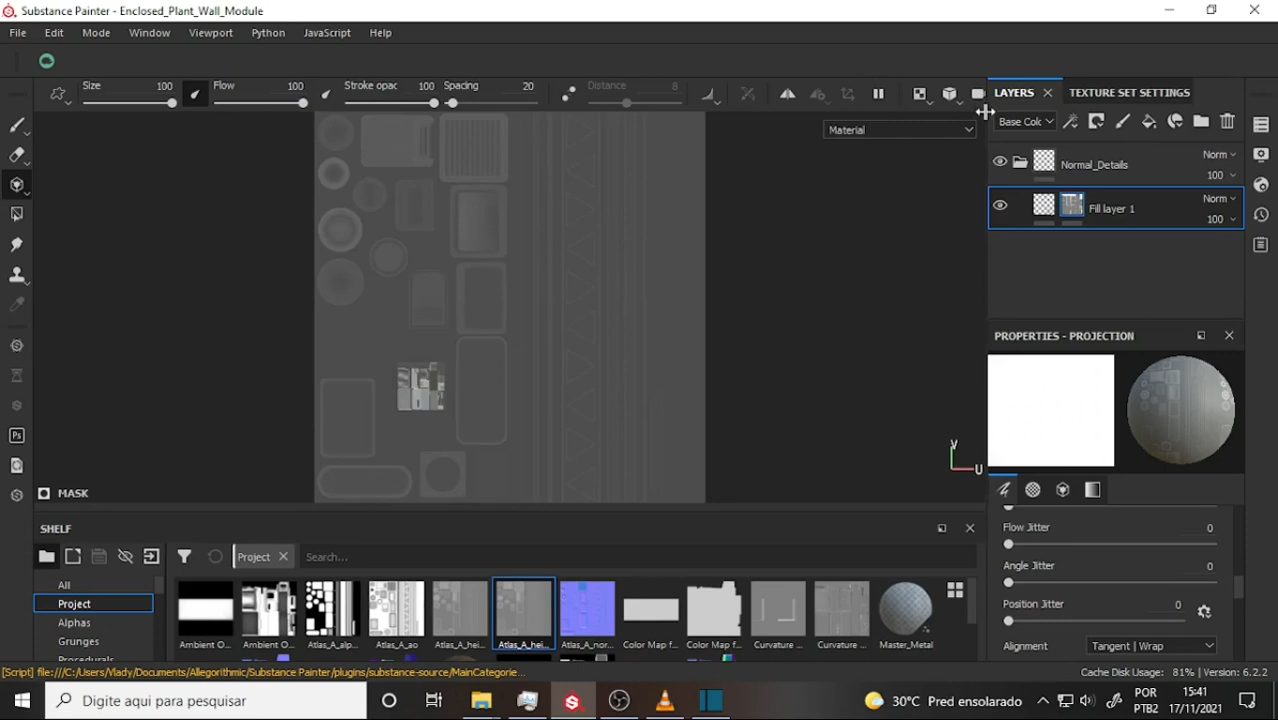 Substance Painter - Enclosed_Plant_Wall_Module
File Edit Mode Window Viewport Python JavaScript Help
Size 100 Flow 100 Stroke opac 100 Spacing 20 Distance 8
LAYERS TEXTURE SET SETTINGS
Material
Base Colo
Normal_Details Norm 100
Fill layer 1 Norm 100
PROPERTIES - PROJECTION
V
U
MASK
Flow Jitter 0
Angle Jitter 0
Position Jitter 0
Alignment Tangent | Wrap
SHELF
Project
Search...
All
Project
Alphas
Grunges
Procedurals
Ambient O... Ambient O... Atlas_A_alp... Atlas_A_ao Atlas_A_hei... Atlas_A_hei... Atlas_A_nor... Color Map f... Color Map f... Curvature ... Curvature ... Master_Metal
[Script] file:///C:/Users/Vlady/Documents/Allegorithmic/Substance Painter/plugins/substance-source/MainCategorie...
Cache Disk Usage: 81% | Version: 6.2.2
Digite aqui para pesquisar
Ps
30°C Pred ensolarado
POR
PTB2
15:41
17/11/2021